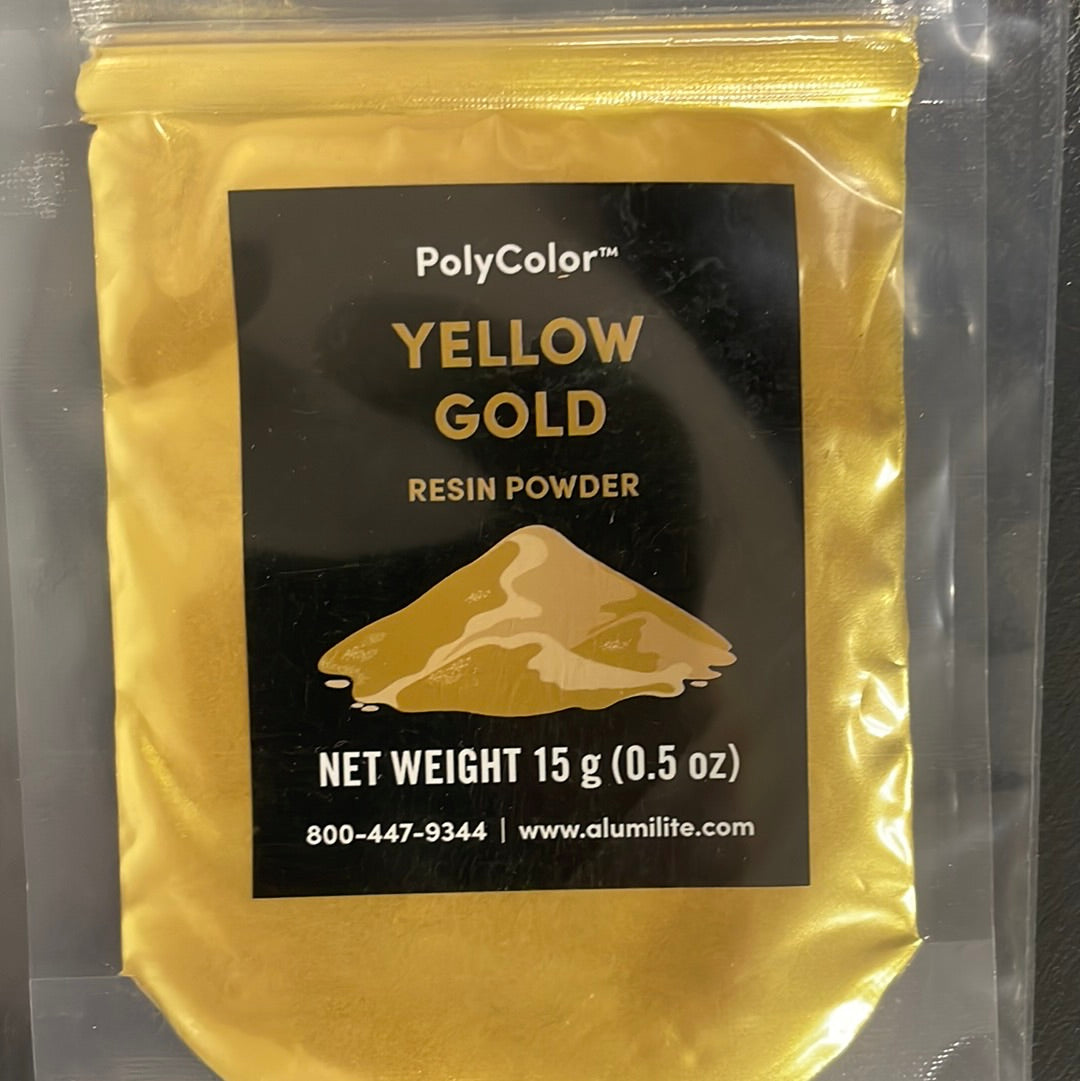 PolyColor™
YELLOW
GOLD
RESIN POWDER
NET WEIGHT 15 g (0.5 oz)
800-447-9344 | www.alumilite.com